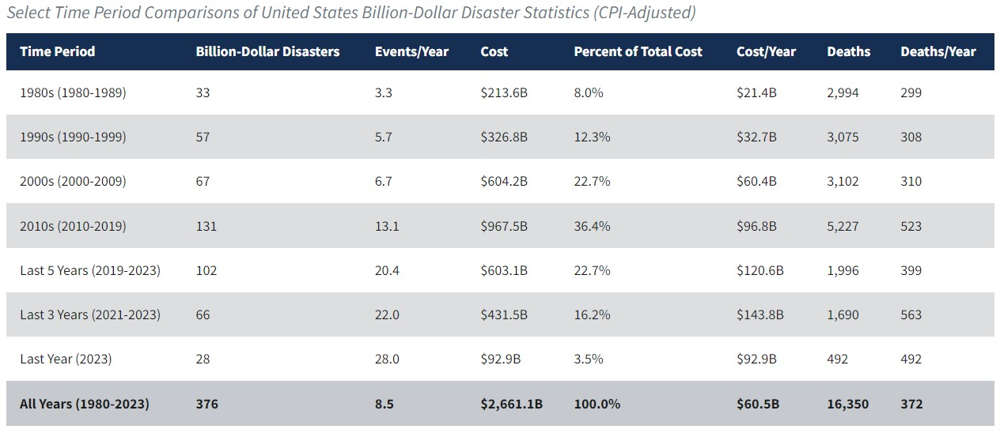 Select Time Period Comparisons of United States Billion-Dollar Disaster Statistics (CPI-Adjusted)
Time Period Billion-Dollar Disasters Events/Year Cost Percent of Total Cost Cost/Year Deaths Deaths/Year
1980s (1980-1989) 33 3.3 $213.6B 8.0% $21.4B 2,994 299
1990s (1990-1999) 57 5.7 $326.8B 12.3% $32.7B 3,075 308
2000s (2000-2009) 67 6.7 $604.2B 22.7% $60.4B 3,102 310
2010s (2010-2019) 131 13.1 $967.5B 36.4% $96.8B 5,227 523
Last 5 Years (2019-2023) 102 20.4 $603.1B 22.7% $120.6B 1,996 399
Last 3 Years (2021-2023) 66 22.0 $431.5B 16.2% $143.8B 1,690 563
Last Year (2023) 28 28.0 $92.9B 3.5% $92.9B 492 492
All Years (1980-2023) 376 8.5 $2,661.1B 100.0% $60.5B 16,350 372